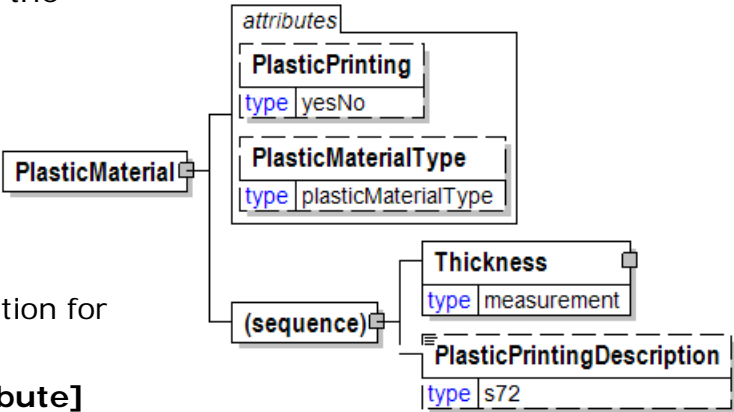 the
attributes
PlasticPrinting
type yesNo
PlasticMaterialType
type plasticMaterialType
PlasticMaterial
Thickness
type measurement
tion for
(sequence)
PlasticPrintingDescription
type s72
bute]